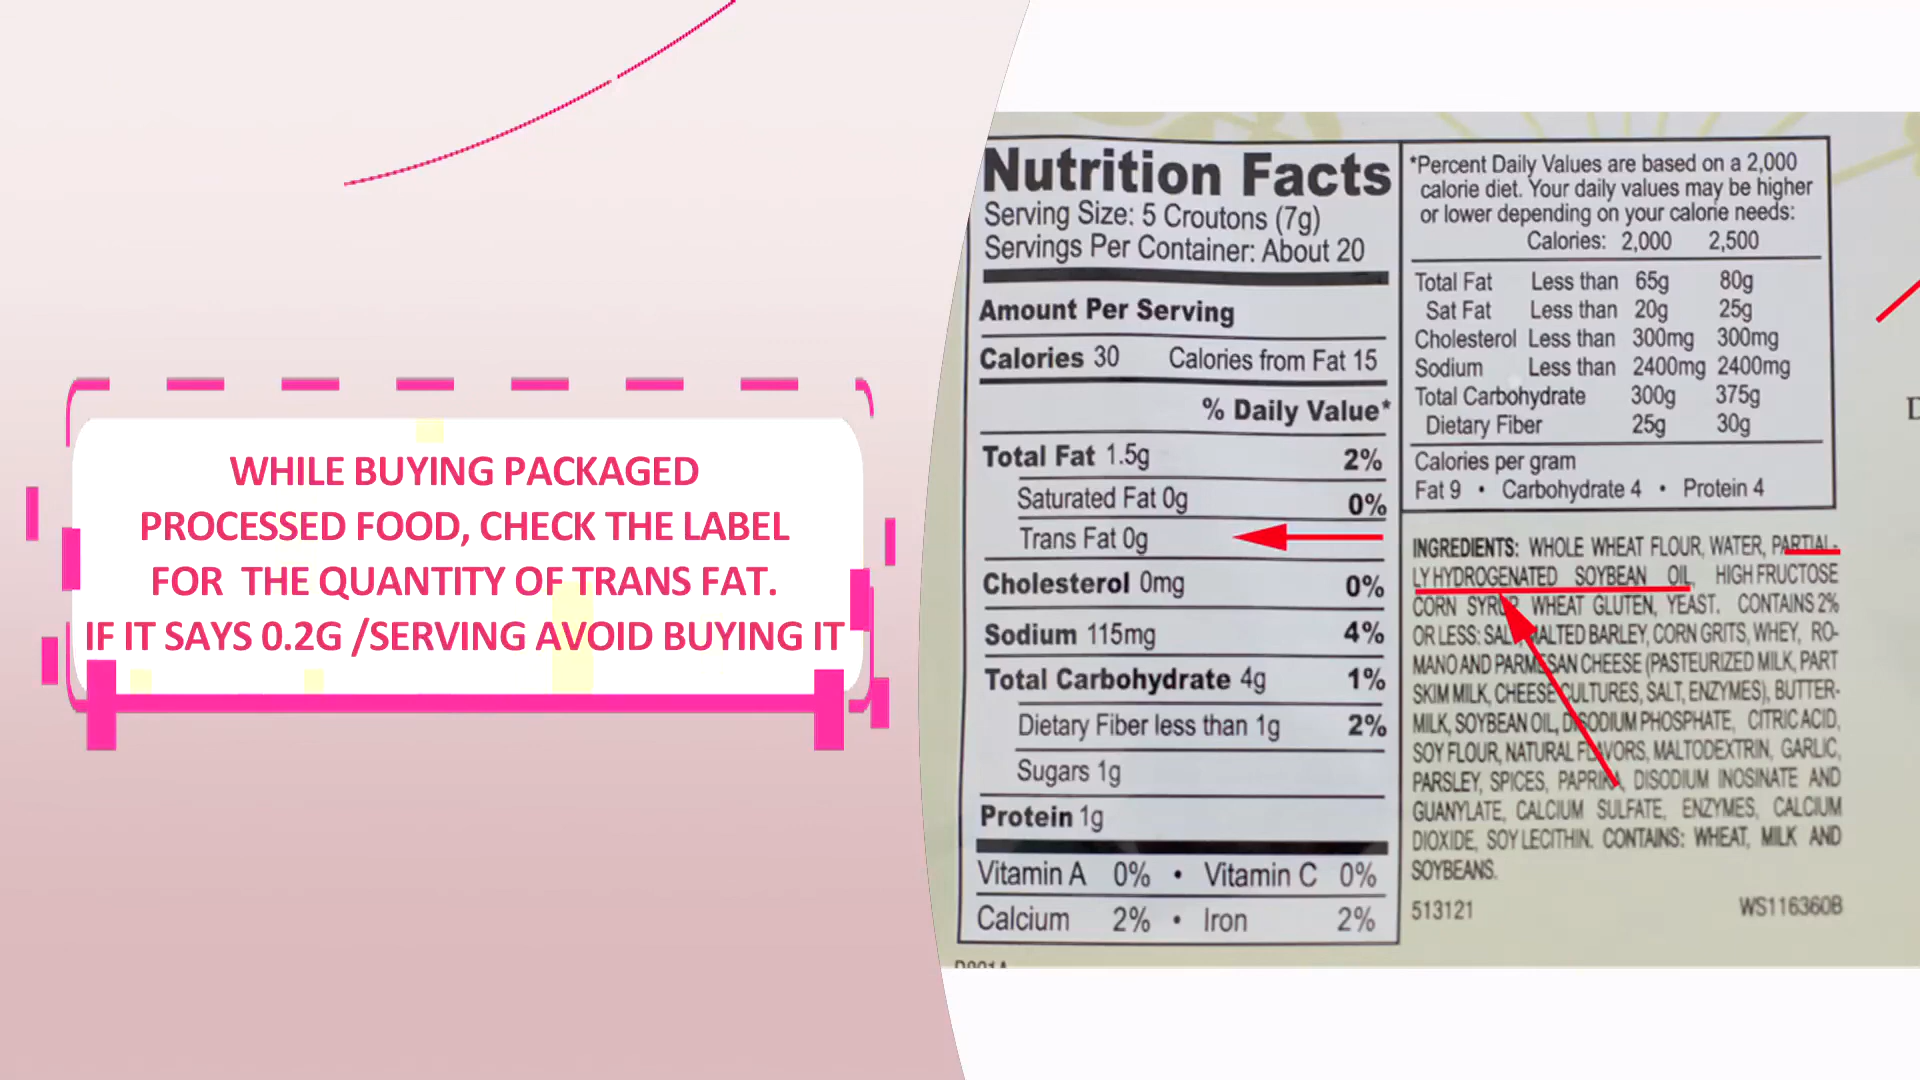 WHILE BUYING PACKAGED
PROCESSED FOOD, CHECK THE LABEL
FOR THE QUANTITY OF TRANS FAT.
IF IT SAYS 0.2G /SERVING AVOID BUYING IT
Nutrition Facts
Serving Size: 5 Croutons (7g)
Servings Per Container: About 20
Amount Per Serving
Calories 30 Calories from Fat 15
% Daily Value*
Total Fat 1.5g 2%
Saturated Fat 0g 0%
Trans Fat 0g
Cholesterol 0mg 0%
Sodium 115mg 4%
Total Carbohydrate 4g 1%
Dietary Fiber less than 1g 2%
Sugars 1g
Protein 1g
Vitamin A 0% • Vitamin C 0%
Calcium 2% • Iron 2%
*Percent Daily Values are based on a 2,000
calorie diet. Your daily values may be higher
or lower depending on your calorie needs:
Calories: 2,000 2,500
Total Fat Less than 65g 80g
Sat Fat Less than 20g 25g
Cholesterol Less than 300mg 300mg
Sodium Less than 2400mg 2400mg
Total Carbohydrate 300g 375g
Dietary Fiber 25g 30g
Calories per gram
Fat 9 • Carbohydrate 4 • Protein 4
INGREDIENTS: WHOLE WHEAT FLOUR, WATER, PARTIAL-
LY HYDROGENATED SOYBEAN OIL, HIGH FRUCTOSE
CORN SYRUP, WHEAT GLUTEN, YEAST. CONTAINS 2%
OR LESS: SALT, MALTED BARLEY, CORN GRITS, WHEY, RO-
MANO AND PARMESAN CHEESE (PASTEURIZED MILK, PART
SKIM MILK, CHEESE CULTURES, SALT, ENZYMES), BUTTER-
MILK, SOYBEAN OIL, DISODIUM PHOSPHATE, CITRIC ACID,
SOY FLOUR, NATURAL FLAVORS, MALTODEXTRIN, GARLIC,
PARSLEY, SPICES, PAPRIKA, DISODIUM INOSINATE AND
GUANYLATE, CALCIUM SULFATE, ENZYMES, CALCIUM
DIOXIDE, SOY LECITHIN. CONTAINS: WHEAT, MILK AND
SOYBEANS.
513121 WS116360B